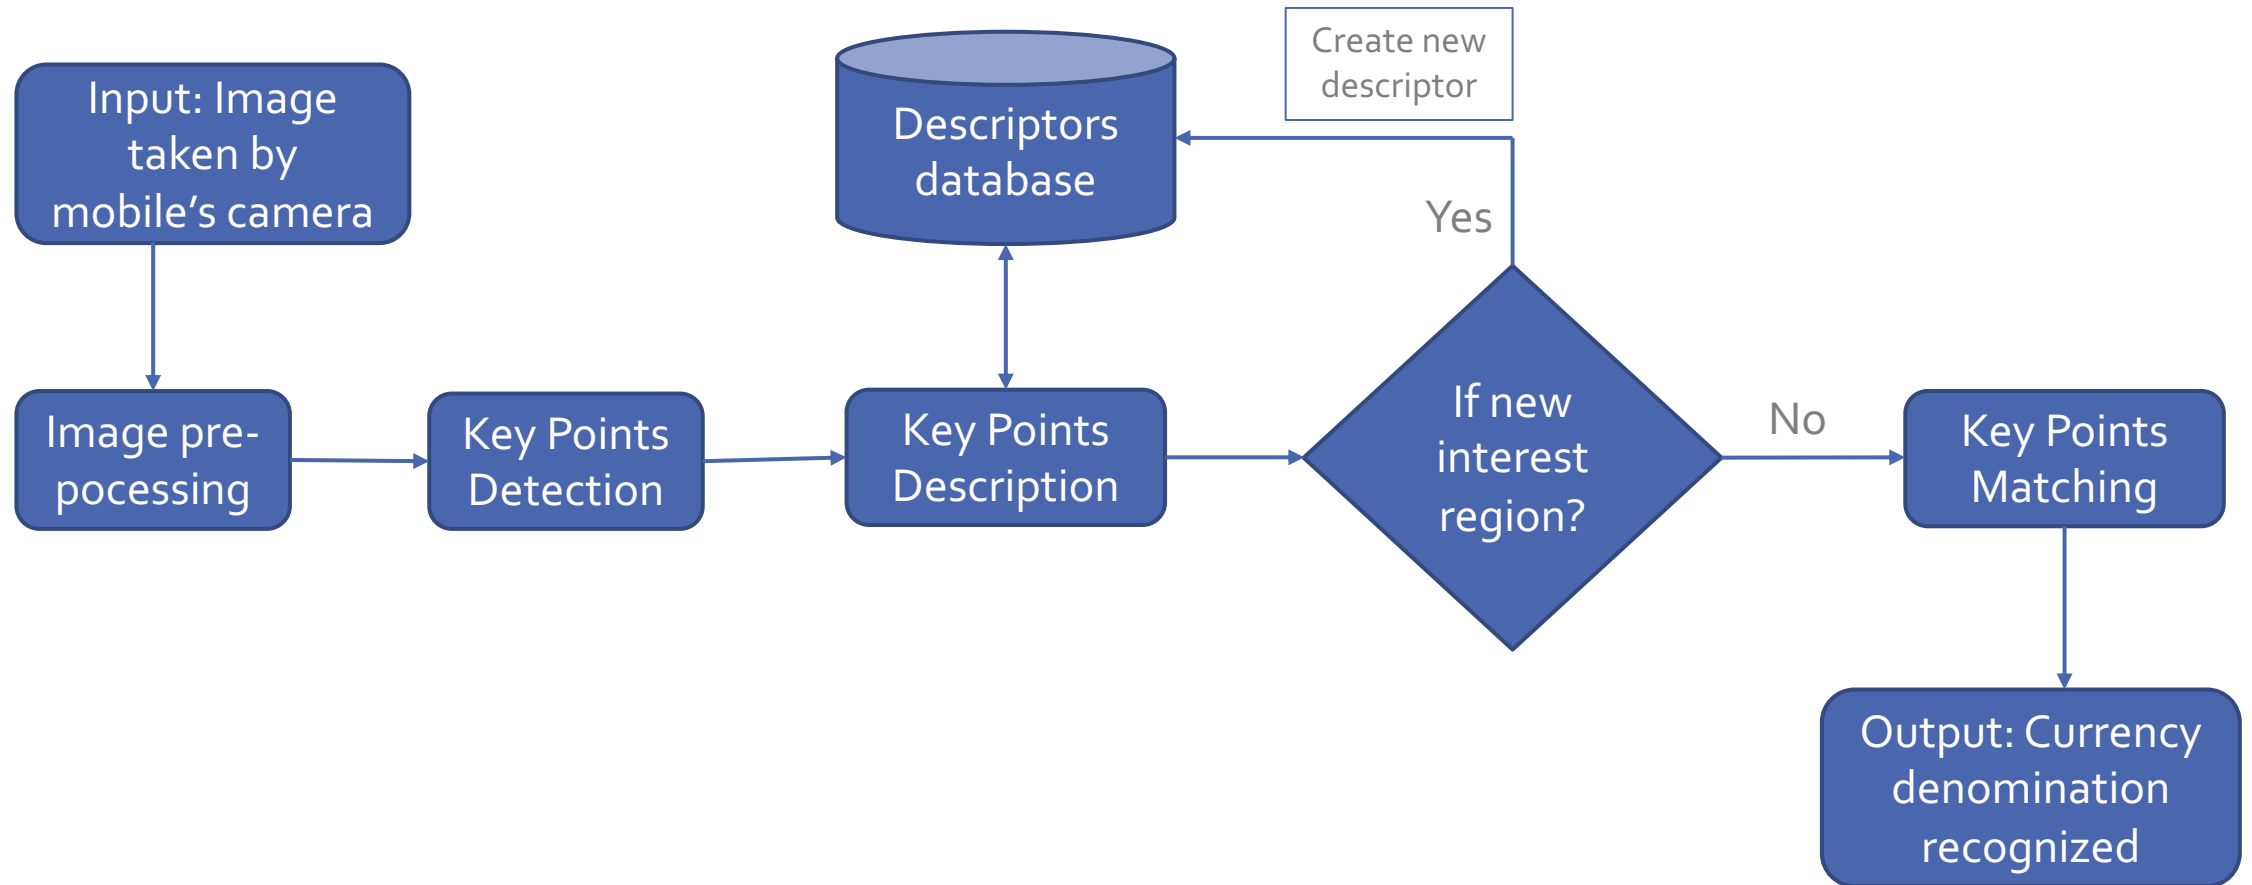 Input: Image
taken by
mobile's camera
Descriptors
database
Create new
descriptor
Yes
Image pre-
pocessing
Key Points
Detection
Key Points
Description
If new
interest
region?
No
Key Points
Matching
Output: Currency
denomination
recognized